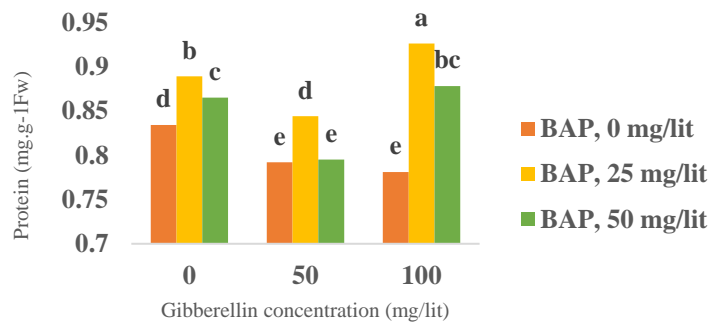 Protein (mg.g-1Fw)
0.95
0.9
0.85
0.8
0.75
0.7
d
b
c
e
d
e
e
a
bc
0
50
100
Gibberellin concentration (mg/lit)
BAP, 0 mg/lit
BAP, 25 mg/lit
BAP, 50 mg/lit